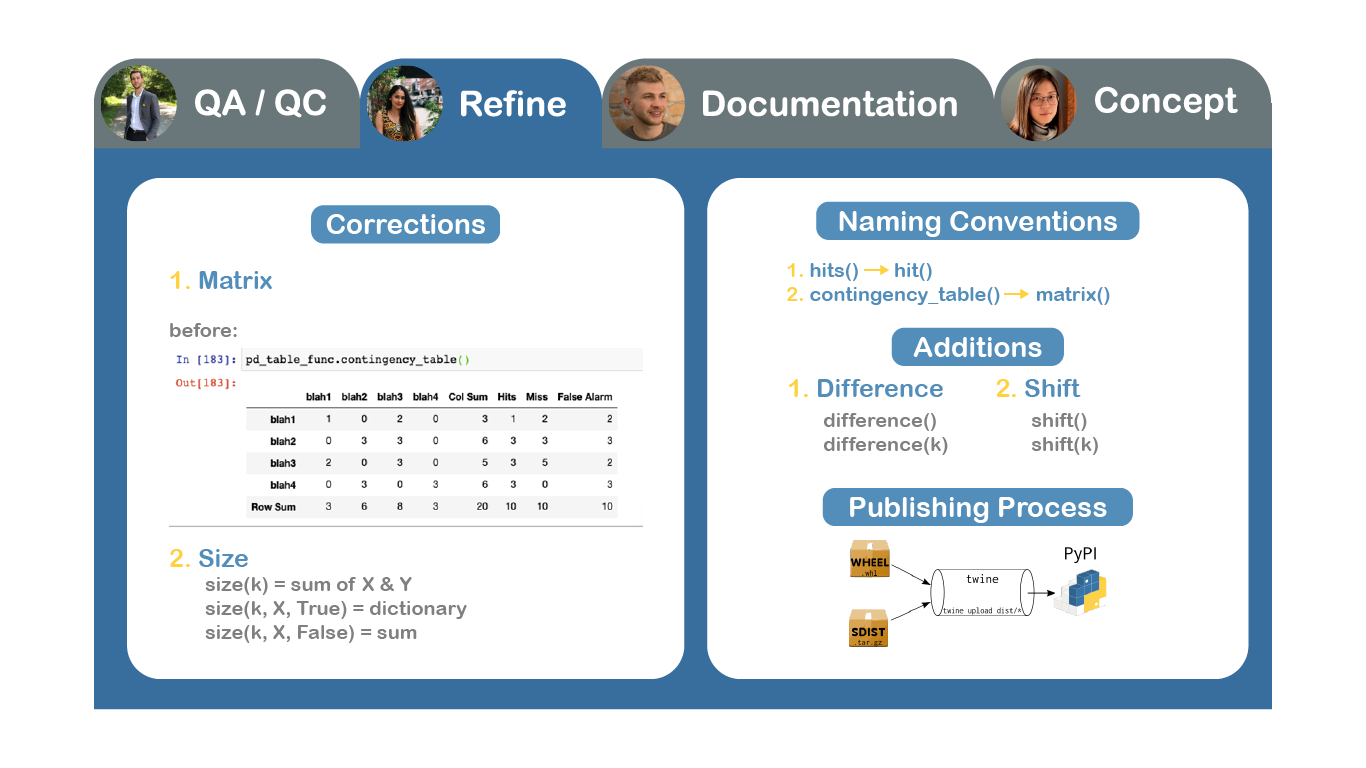 QA / QC
Refine
Documentation
Concept
Corrections
1. Matrix
before:
In [183]: pd_table_func.contingency_table()
Out[183]:
blah1 blah2 blah3 blah4 Col Sum Hits Miss False Alarm
blah1 1 0 2 0 3 1 2 2
blah2 0 3 3 0 6 3 3 3
blah3 2 0 3 0 5 3 5 2
blah4 0 3 0 3 6 3 0 3
Row Sum 3 6 8 3 20 10 10 10
2. Size
size(k) = sum of X & Y
size(k, X, True) = dictionary
size(k, X, False) = sum
Naming Conventions
1. hits() → hit()
2. contingency_table() → matrix()
Additions
1. Difference
difference()
difference(k)
2. Shift
shift()
shift(k)
Publishing Process
WHEEL
.whl
SDIST
.tar.gz
twine
twine upload dist/*
PyPI